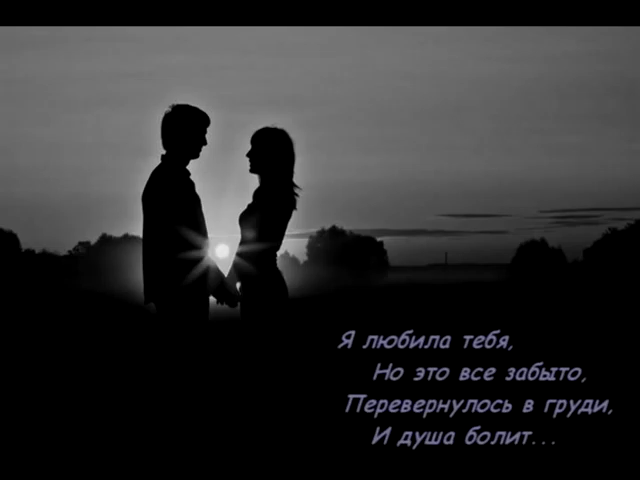 Я любила тебя,
Но это все забыто,
Перевернулось в груди,
И душа болит...